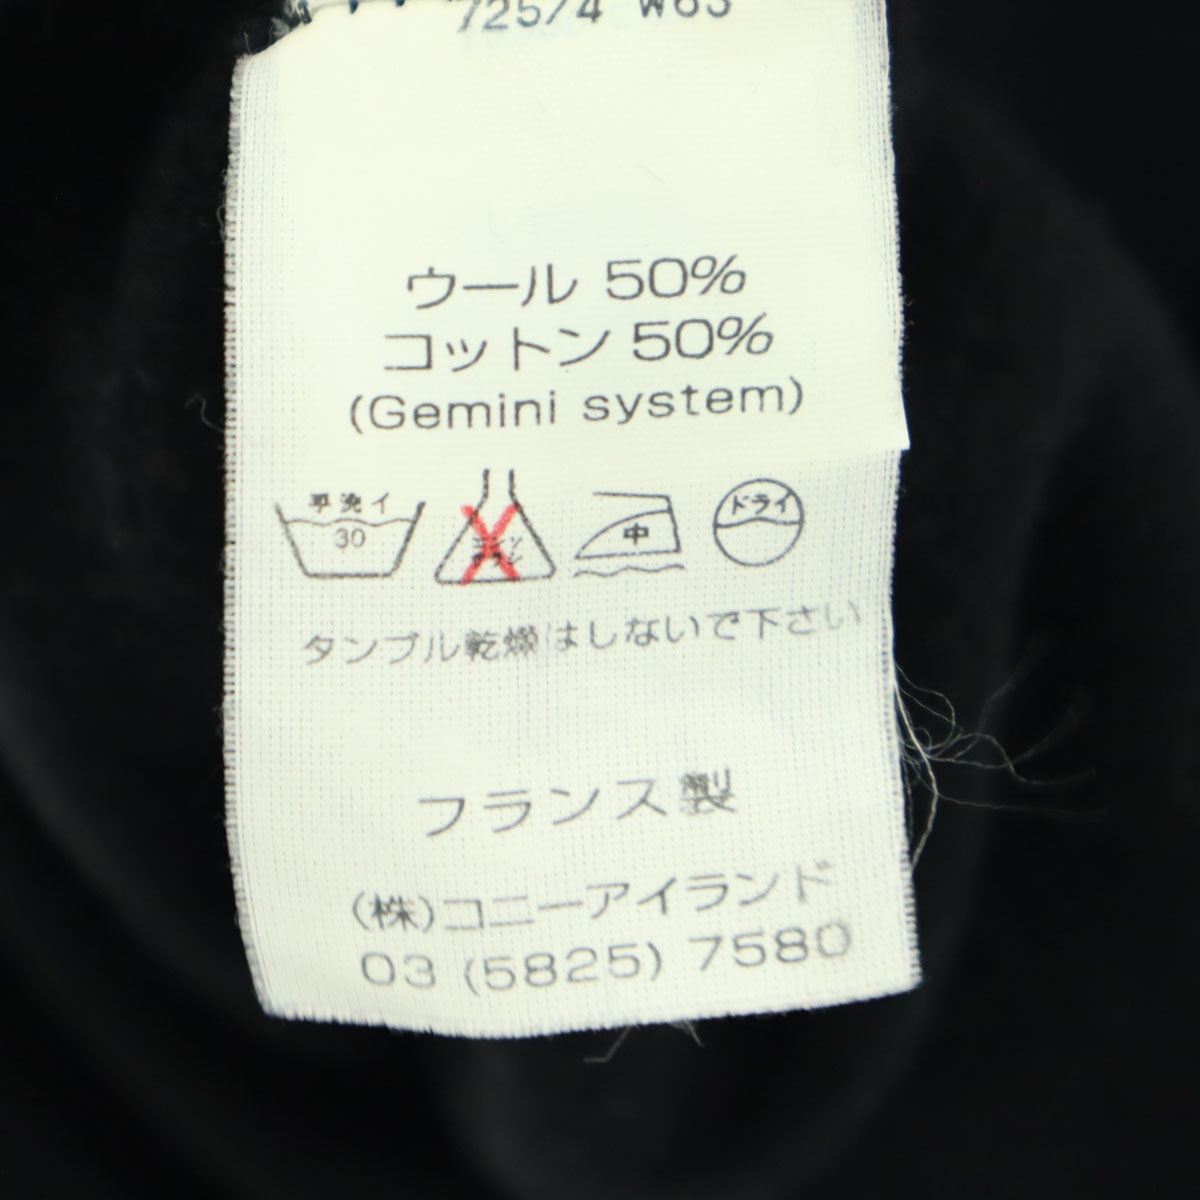 ウール 50%
コットン 50%
(Gemini system)
手洗イ
30
中
ドライ
タンブル乾燥はしないで下さい
フランス製
(株)コニーアイランド
03 (5825) 7580